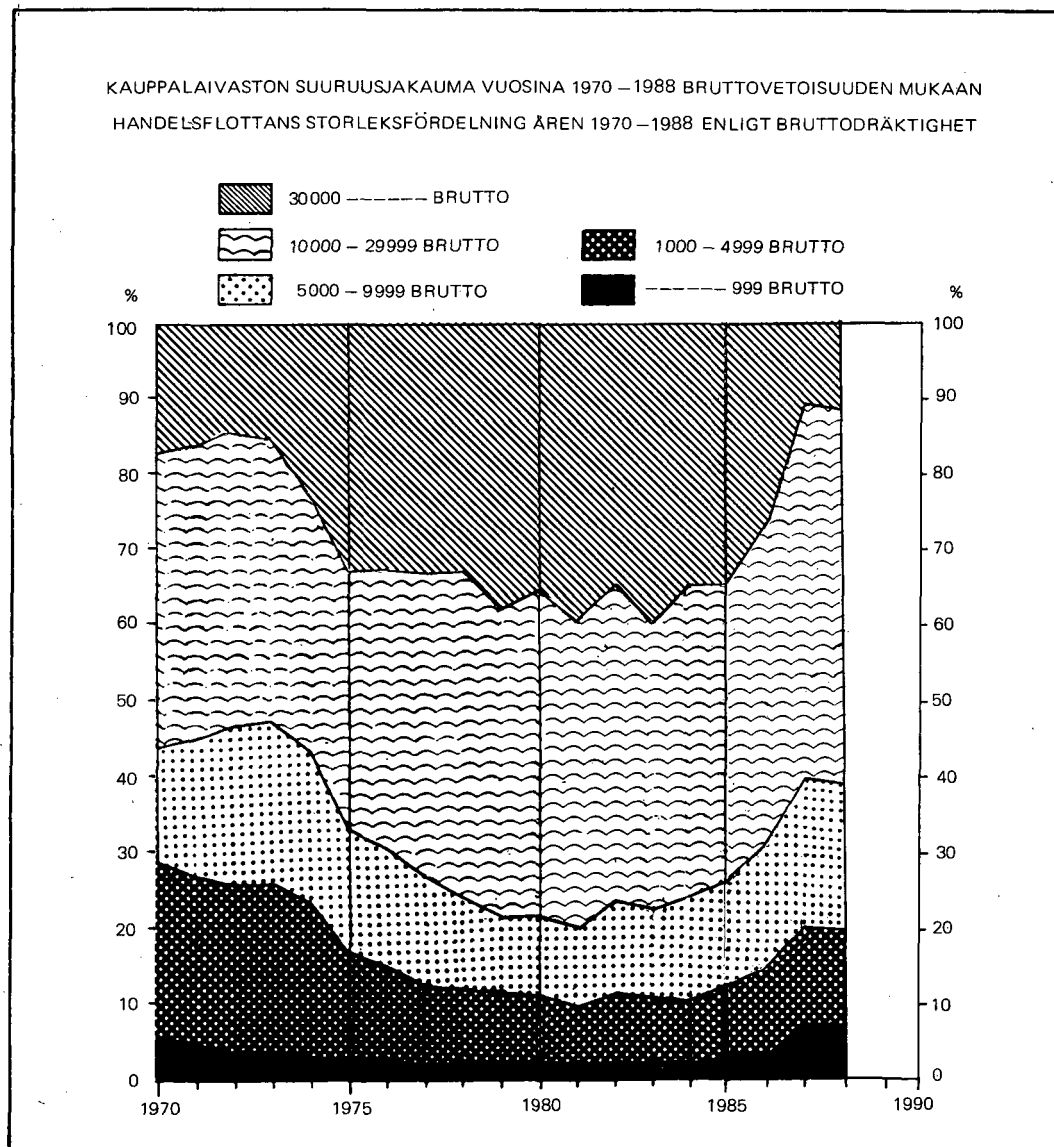 KAUPPALAIVASTON SUURUUSJAKAUMA VUOSINA 1970 – 1988 BRUTTOVETOISUUDEN MUKAAN
HANDELSFLOTTANS STORLEKSFÖRDELNING ÅREN 1970 – 1988 ENLIGT BRUTTODRÄKTIGHET
30000 – – – – – – BRUTTO
10000 – 29999 BRUTTO
1000 – 4999 BRUTTO
5000 – 9999 BRUTTO
– – – – – – 999 BRUTTO
% %
100 100
90 90
80 80
70 70
60 60
50 50
40 40
30 30
20 20
10 10
0 0
1970 1975 1980 1985 1990